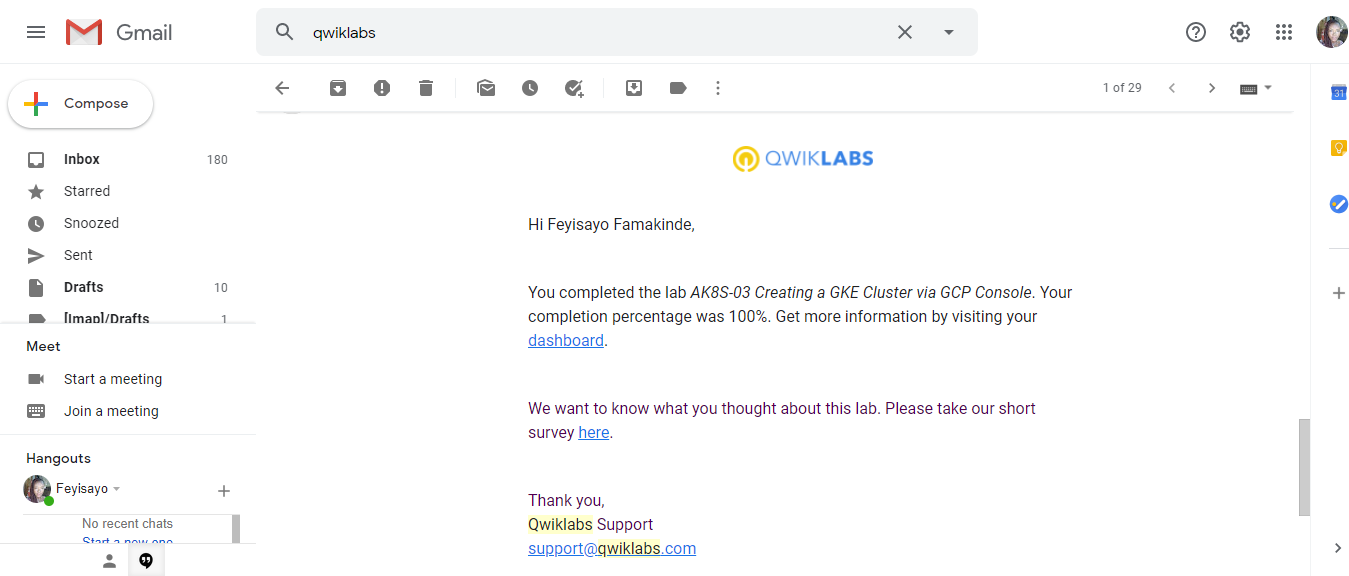 Gmail
qwiklabs
Compose
1 of 29
31
Inbox 180
Starred
Snoozed
Sent
Drafts 10
[Imap]/Drafts 1
Meet
Start a meeting
Join a meeting
Hangouts
Feyisayo
No recent chats
Start a new one
QWIKLABS
Hi Feyisayo Famakinde,
You completed the lab AK8S-03 Creating a GKE Cluster via GCP Console. Your
completion percentage was 100%. Get more information by visiting your
dashboard.
We want to know what you thought about this lab. Please take our short
survey here.
Thank you,
Qwiklabs Support
support@qwiklabs.com